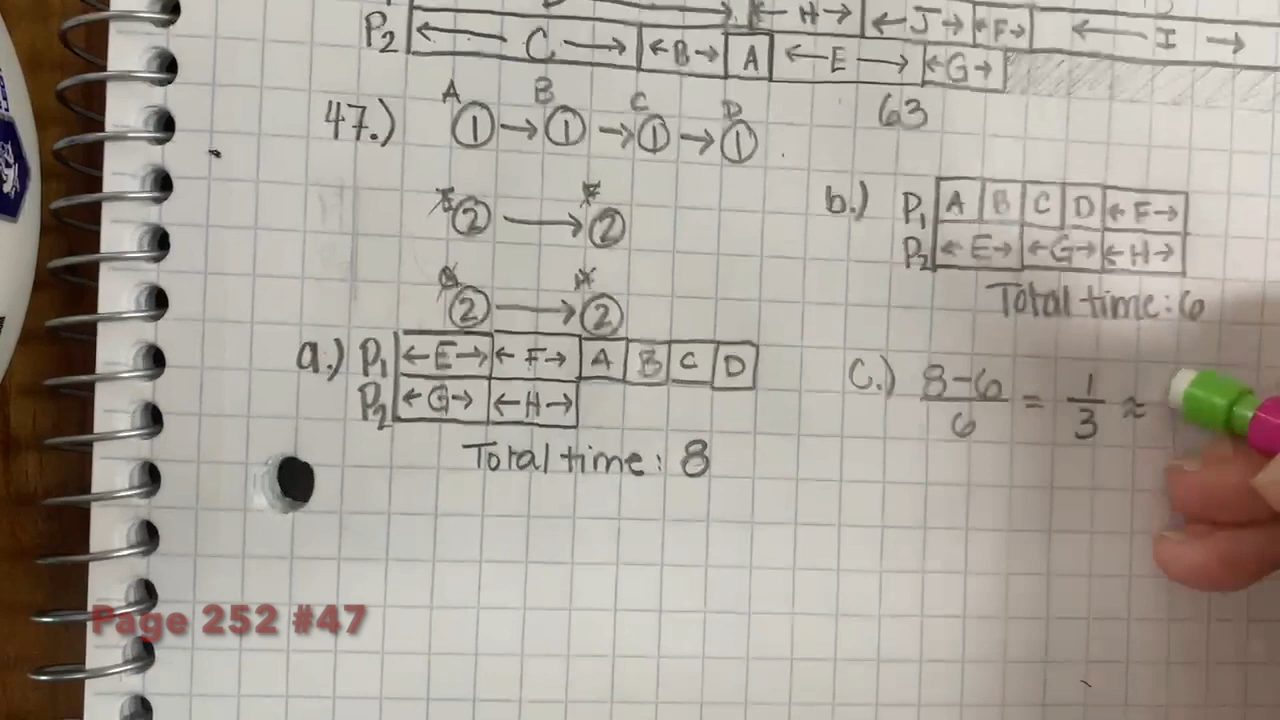 ← H → ← J → ← F → ← I →
P₂ ← C → ← B → A ← E → ← G →
63
47.) A B C D
① → ① → ① → ①
② → ②
② → ②
a.) P₁ ← E → ← F → A B C D
P₂ ← G → ← H →
Total time: 8
b.) P₁ A B C D ← F →
P₂ ← E → ← G → ← H →
Total time: 6
c.) 8-6/6 = 1/3 ≈
Page 252 #47